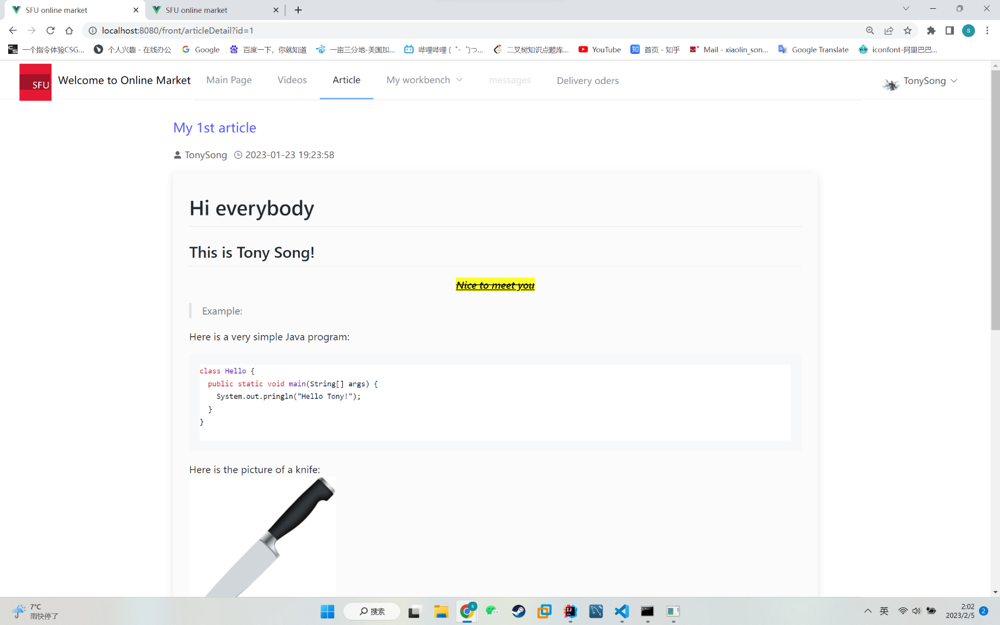 SFU online market
SFU online market
localhost:8080/front/articleDetail?id=1
一个指令体验CSG...
个人兴趣 - 在线办公
Google
百度一下，你就知道
一亩三分地-美国加...
哔哩哔哩 ( ゜- ゜)つ...
二叉树知识点题库...
YouTube
知 首页 - 知乎
Mail - xiaolin_son...
Google Translate
iconfont-阿里巴巴...
SFU
Welcome to Online Market
Main Page
Videos
Article
My workbench
messages
Delivery oders
TonySong
My 1st article
TonySong 2023-01-23 19:23:58
Hi everybody
This is Tony Song!
Nice to meet you
Example:
Here is a very simple Java program:
class Hello {
  public static void main(String[] args) {
    System.out.pringln("Hello Tony!");
  }
}
Here is the picture of a knife:
7°C
雨快停了
搜索
英
2:02
2023/2/5
2